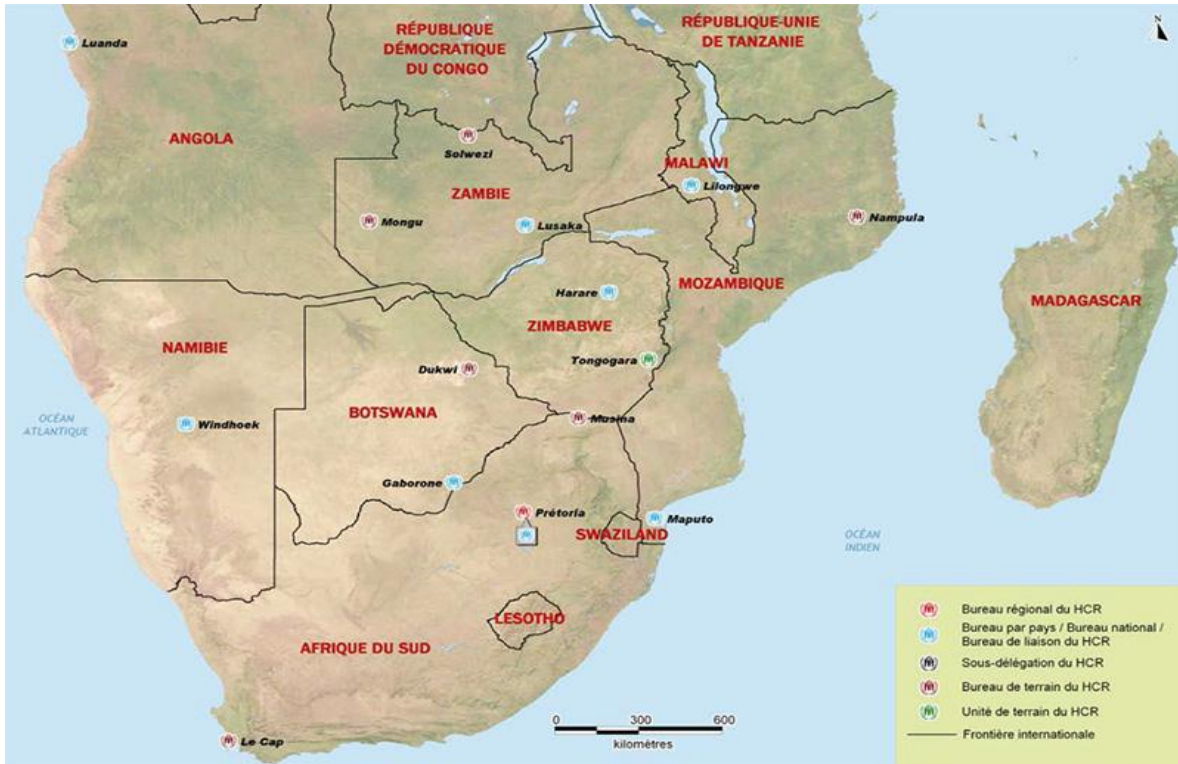 N
RÉPUBLIQUE
DÉMOCRATIQUE
DU CONGO
RÉPUBLIQUE-UNIE
DE TANZANIE
Luanda
ANGOLA
Solwezi
MALAWI
Lilongwe
ZAMBIE
Mongu
Lusaka
Nampula
MOZAMBIQUE
Harare
MADAGASCAR
ZIMBABWE
NAMIBIE
Tongogara
Dukwi
BOTSWANA
OCÉAN
ATLANTIQUE
Windhoek
Musina
Gaborone
Prétoria
Maputo
SWAZILAND
OCÉAN
INDIEN
LESOTHO
AFRIQUE DU SUD
Le Cap
0 300 600
kilomètres
Bureau régional du HCR
Bureau par pays / Bureau national /
Bureau de liaison du HCR
Sous-délégation du HCR
Bureau de terrain du HCR
Unité de terrain du HCR
Frontière internationale